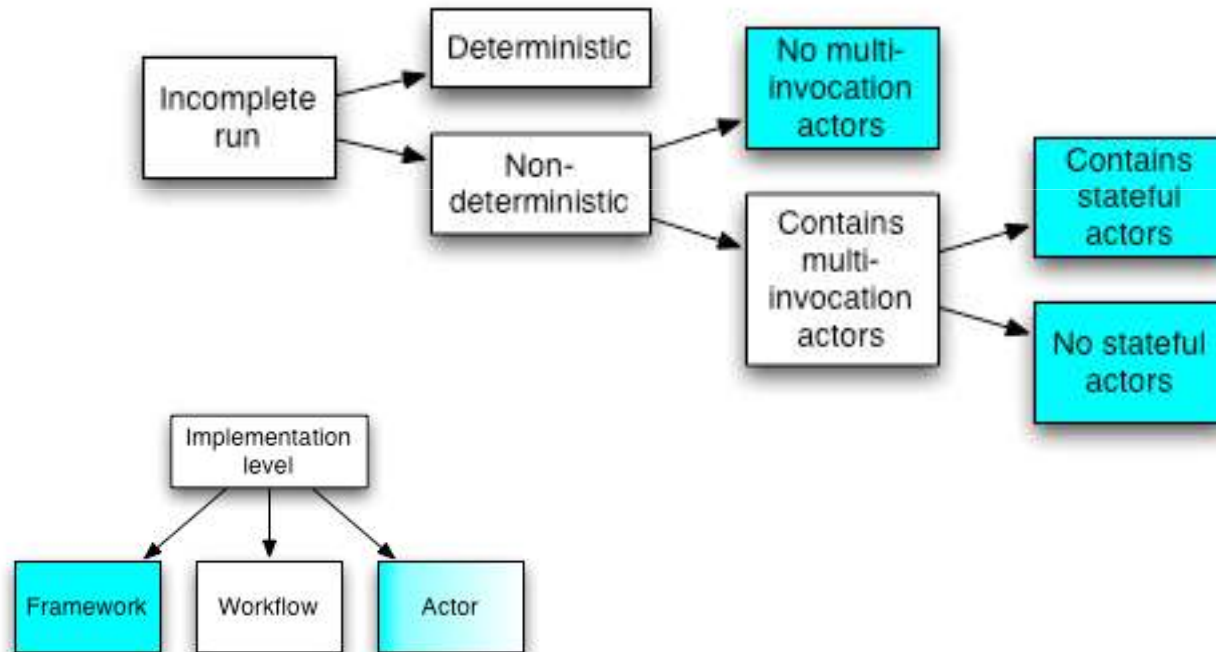 Incomplete
run
Deterministic
Non-
deterministic
No multi-
invocation
actors
Contains
multi-
invocation
actors
Contains
stateful
actors
No stateful
actors
Implementation
level
Framework
Workflow
Actor